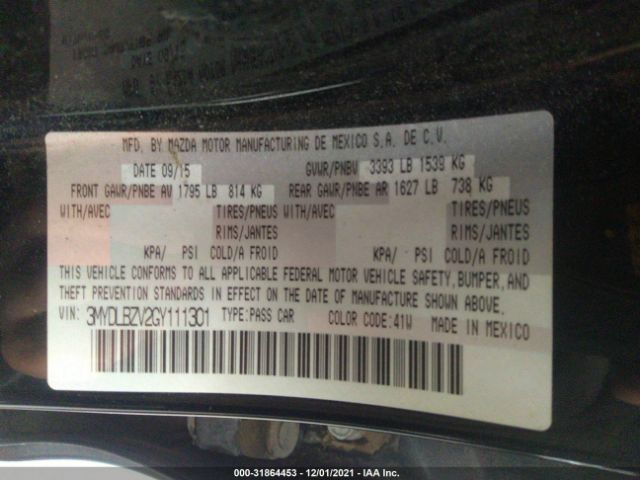 MFD. BY MAZDA MOTOR MANUFACTURING DE MEXICO S.A. DE C.V.
DATE 09/15 GVWR/PNBV 3393 LB 1539 KG
FRONT GAWR/PNBE AV 1795 LB 814 KG REAR GAWR/PNBE AR 1627 LB 738 KG
WITH/AVEC TIRES/PNEUS WITH/AVEC TIRES/PNEUS
RIMS/JANTES RIMS/JANTES
KPA/ PSI COLD/A FROID KPA/ PSI COLD/A FROID
THIS VEHICLE CONFORMS TO ALL APPLICABLE FEDERAL MOTOR VEHICLE SAFETY, BUMPER, AND
THEFT PREVENTION STANDARDS IN EFFECT ON THE DATE OF MANUFACTURE SHOWN ABOVE.
VIN: 3MYDLBZV2GY111301 TYPE:PASS CAR COLOR CODE:41W MADE IN MEXICO
000-31864453 - 12/01/2021 - IAA Inc.